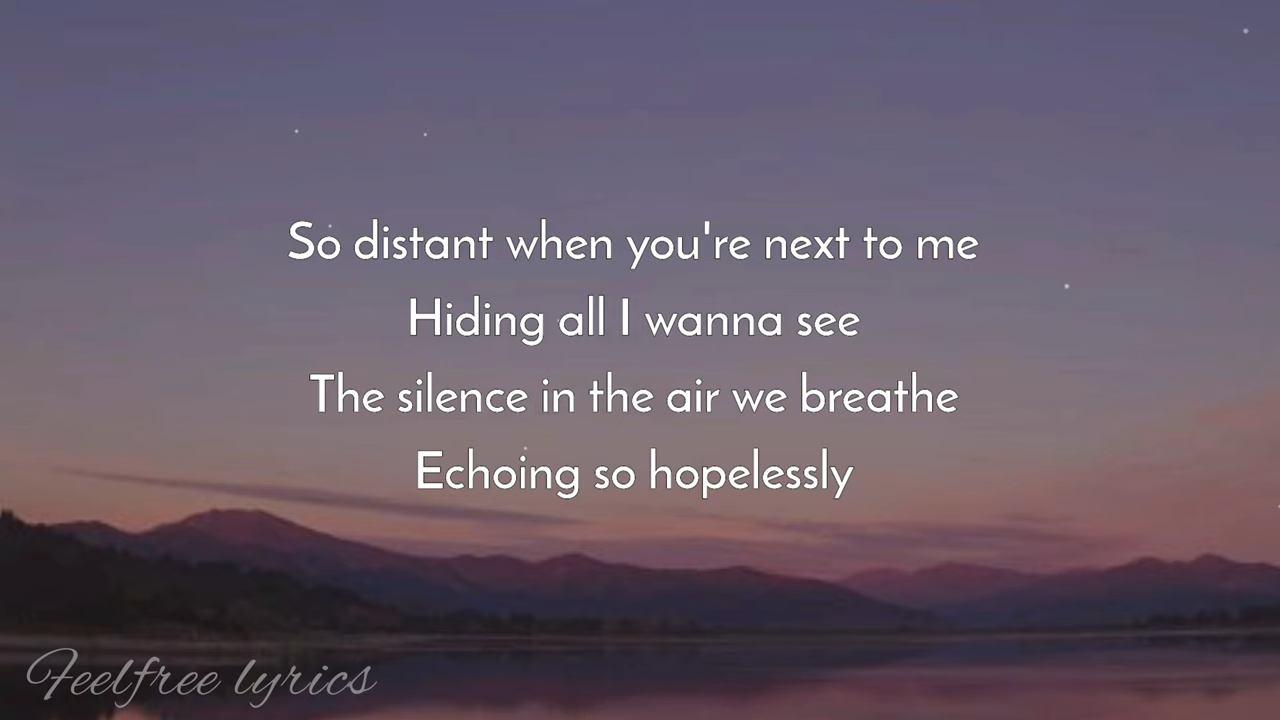 So distant when you're next to me
Hiding all I wanna see
The silence in the air we breathe
Echoing so hopelessly
Feelfree lyrics